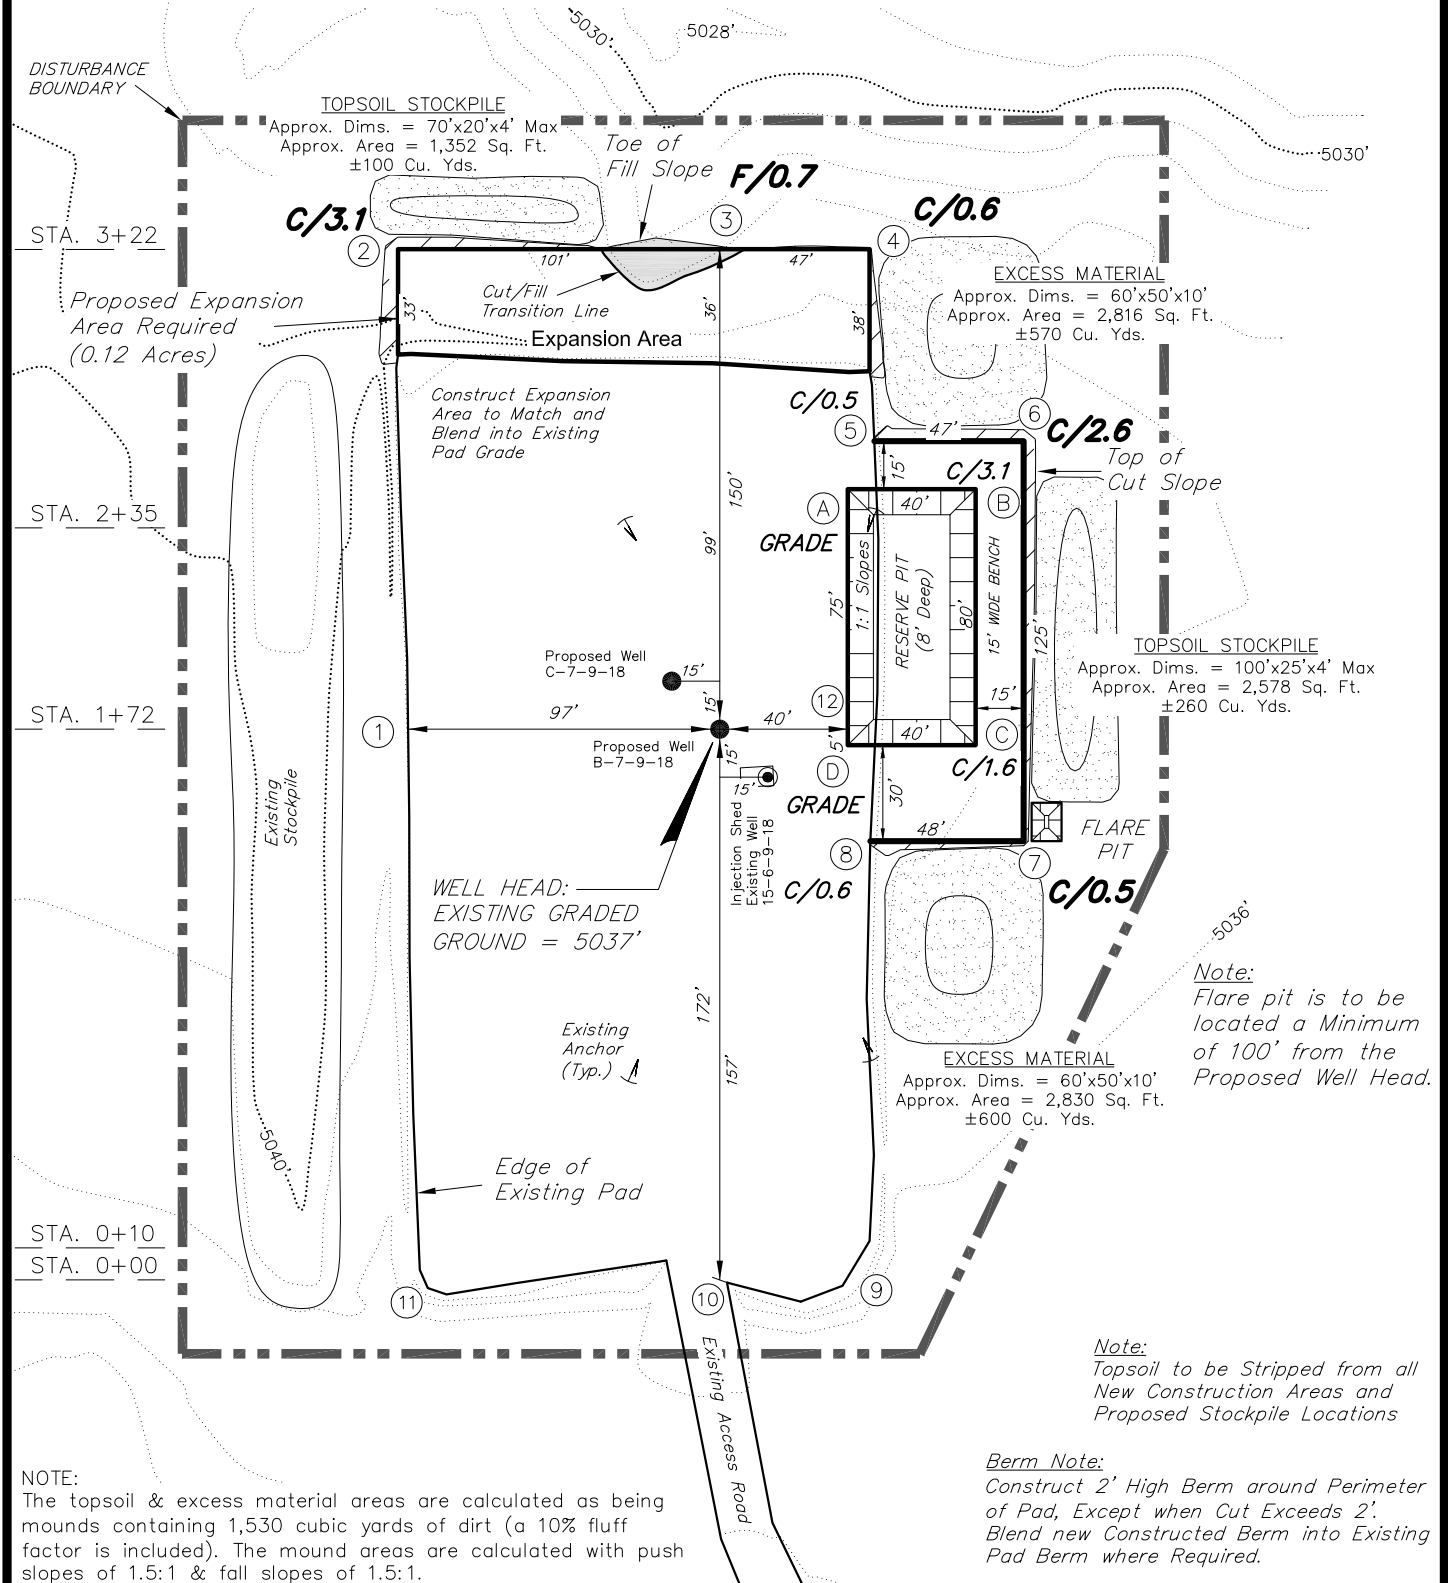 5030'
5028'
DISTURBANCE
BOUNDARY
TOPSOIL STOCKPILE
Approx. Dims. = 70'x20'x4' Max
Approx. Area = 1,352 Sq. Ft.
±100 Cu. Yds.
Toe of
Fill Slope
5030'
F/0.7
C/3.1
C/0.6
3
2
4
STA. 3+22
101'
47'
EXCESS MATERIAL
Approx. Dims. = 60'x50'x10'
Approx. Area = 2,816 Sq. Ft.
±570 Cu. Yds.
Proposed Expansion
Area Required
(0.12 Acres)
33'
Cut/Fill
Transition Line
36'
38'
Expansion Area
Construct Expansion
Area to Match and
Blend into Existing
Pad Grade
C/0.5
5
47'
6
C/2.6
Top of
Cut Slope
15'
C/3.1
150'
STA. 2+35
A
40'
B
GRADE
99'
1:1 Slopes
RESERVE PIT
(8' Deep)
75'
80'
15' WIDE BENCH
125'
TOPSOIL STOCKPILE
Approx. Dims. = 100'x25'x4' Max
Approx. Area = 2,578 Sq. Ft.
±260 Cu. Yds.
Proposed Well
C-7-9-18
15'
15'
12
15'
STA. 1+72
1
97'
40'
5'
40'
C
Proposed Well
B-7-9-18
15'
15'
D
C/1.6
GRADE
30'
Existing
Stockpile
Injection Shed
Existing Well
15-6-9-18
48'
FLARE
PIT
8
7
C/0.6
C/0.5
WELL HEAD:
EXISTING GRADED
GROUND = 5037'
5036'
Note:
Flare pit is to be
located a Minimum
of 100' from the
Proposed Well Head.
172'
157'
Existing
Anchor
(Typ.)
EXCESS MATERIAL
Approx. Dims. = 60'x50'x10'
Approx. Area = 2,830 Sq. Ft.
±600 Cu. Yds.
5040'
Edge of
Existing Pad
STA. 0+10
STA. 0+00
11
10
9
Existing Access Road
Note:
Topsoil to be Stripped from all
New Construction Areas and
Proposed Stockpile Locations
Berm Note:
Construct 2' High Berm around Perimeter
of Pad, Except when Cut Exceeds 2'.
Blend new Constructed Berm into Existing
Pad Berm where Required.
NOTE:
The topsoil & excess material areas are calculated as being
mounds containing 1,530 cubic yards of dirt (a 10% fluff
factor is included). The mound areas are calculated with push
slopes of 1.5:1 & fall slopes of 1.5:1.